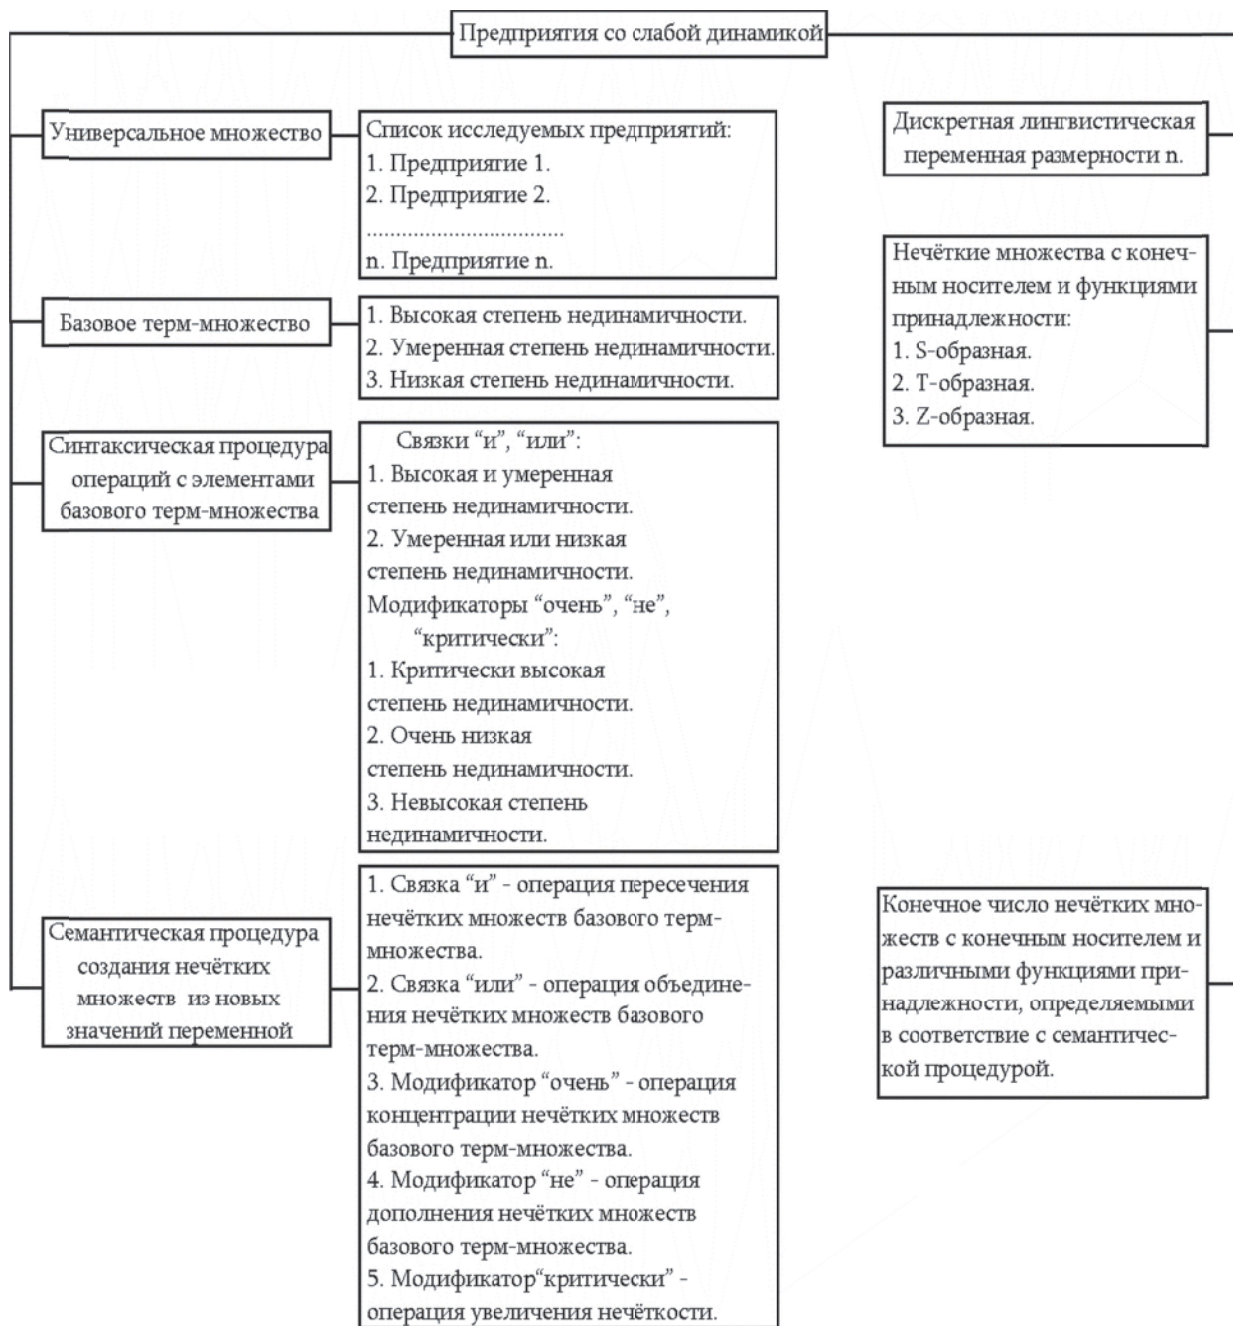 Предприятия со слабой динамикой
Универсальное множество
Список исследуемых предприятий:
1. Предприятие 1.
2. Предприятие 2.
.................................
n. Предприятие n.
Дискретная лингвистическая
переменная размерности n.
Базовое терм-множество
1. Высокая степень нединамичности.
2. Умеренная степень нединамичности.
3. Низкая степень нединамичности.
Нечёткие множества с конеч-
ным носителем и функциями
принадлежности:
1. S-образная.
2. T-образная.
3. Z-образная.
Синтаксическая процедура
операций с элементами
базового терм-множества
Связки “и”, “или”:
1. Высокая и умеренная
степень нединамичности.
2. Умеренная или низкая
степень нединамичности.
Модификаторы “очень”, “не”,
“критически”:
1. Критически высокая
степень нединамичности.
2. Очень низкая
степень нединамичности.
3. Невысокая степень
нединамичности.
Семантическая процедура
создания нечётких
множеств из новых
значений переменной
1. Связка “и” - операция пересечения
нечётких множеств базового терм-
множества.
2. Связка “или” - операция объедине-
ния нечётких множеств базового
терм-множества.
3. Модификатор “очень” - операция
концентрации нечётких множеств
базового терм-множества.
4. Модификатор “не” - операция
дополнения нечётких множеств
базового терм-множества.
5. Модификатор“критически” -
операция увеличения нечёткости.
Конечное число нечётких мно-
жеств с конечным носителем и
различными функциями при-
надлежности, определяемыми
в соответствие с семантичес-
кой процедурой.